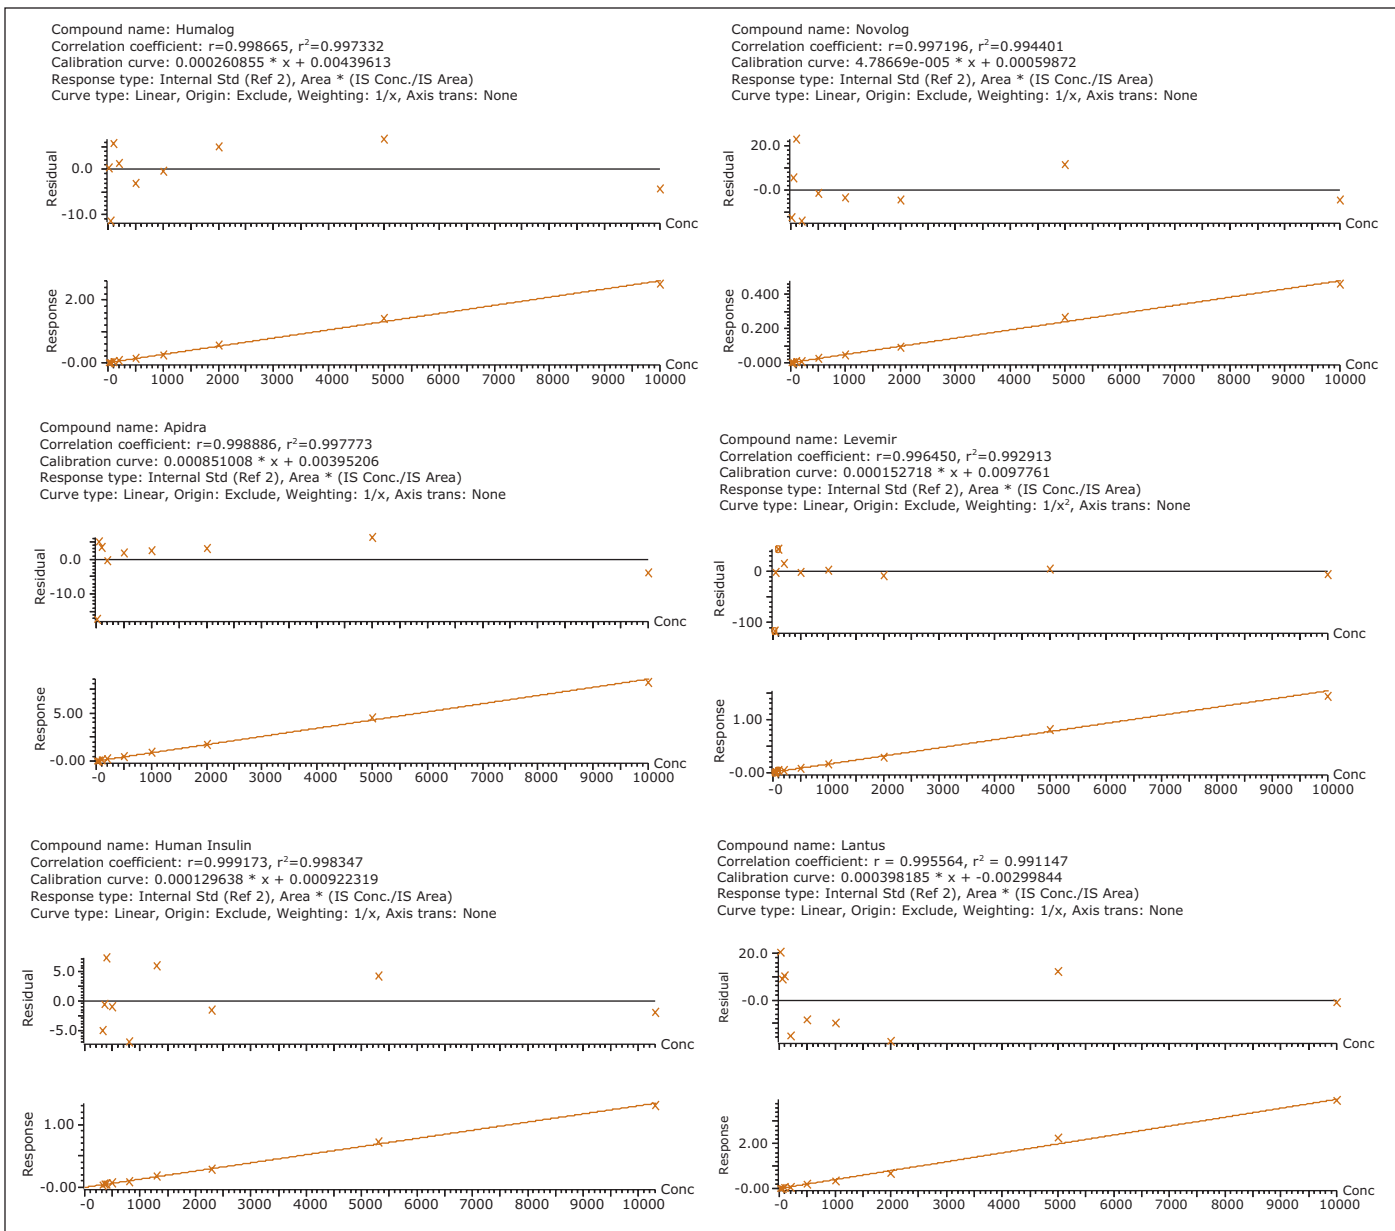 Compound name: Humalog
Correlation coefficient: r=0.998665, r²=0.997332
Calibration curve: 0.000260855 * x + 0.00439613
Response type: Internal Std (Ref 2), Area * (IS Conc./IS Area)
Curve type: Linear, Origin: Exclude, Weighting: 1/x, Axis trans: None
Residual
0.0
-10.0
Conc
Response
2.00
-0.00
Conc
-0 1000 2000 3000 4000 5000 6000 7000 8000 9000 10000
Compound name: Novolog
Correlation coefficient: r=0.997196, r²=0.994401
Calibration curve: 4.78669e-005 * x + 0.00059872
Response type: Internal Std (Ref 2), Area * (IS Conc./IS Area)
Curve type: Linear, Origin: Exclude, Weighting: 1/x, Axis trans: None
Residual
20.0
-0.0
Conc
Response
0.400
0.200
-0.000
Conc
-0 1000 2000 3000 4000 5000 6000 7000 8000 9000 10000
Compound name: Apidra
Correlation coefficient: r=0.998886, r²=0.997773
Calibration curve: 0.000851008 * x + 0.00395206
Response type: Internal Std (Ref 2), Area * (IS Conc./IS Area)
Curve type: Linear, Origin: Exclude, Weighting: 1/x, Axis trans: None
Residual
0.0
-10.0
Conc
Response
5.00
-0.00
Conc
-0 1000 2000 3000 4000 5000 6000 7000 8000 9000 10000
Compound name: Levemir
Correlation coefficient: r=0.996450, r²=0.992913
Calibration curve: 0.000152718 * x + 0.0097761
Response type: Internal Std (Ref 2), Area * (IS Conc./IS Area)
Curve type: Linear, Origin: Exclude, Weighting: 1/x², Axis trans: None
Residual
0
-100
Conc
Response
1.00
-0.00
Conc
-0 1000 2000 3000 4000 5000 6000 7000 8000 9000 10000
Compound name: Human Insulin
Correlation coefficient: r=0.999173, r²=0.998347
Calibration curve: 0.000129638 * x + 0.000922319
Response type: Internal Std (Ref 2), Area * (IS Conc./IS Area)
Curve type: Linear, Origin: Exclude, Weighting: 1/x, Axis trans: None
Residual
5.0
0.0
-5.0
Conc
Response
1.00
-0.00
Conc
0 1000 2000 3000 4000 5000 6000 7000 8000 9000 10000
Compound name: Lantus
Correlation coefficient: r = 0.995564, r² = 0.991147
Calibration curve: 0.000398185 * x + -0.00299844
Response type: Internal Std (Ref 2), Area * (IS Conc./IS Area)
Curve type: Linear, Origin: Exclude, Weighting: 1/x, Axis trans: None
Residual
20.0
-0.0
Conc
Response
2.00
-0.00
Conc
-0 1000 2000 3000 4000 5000 6000 7000 8000 9000 10000